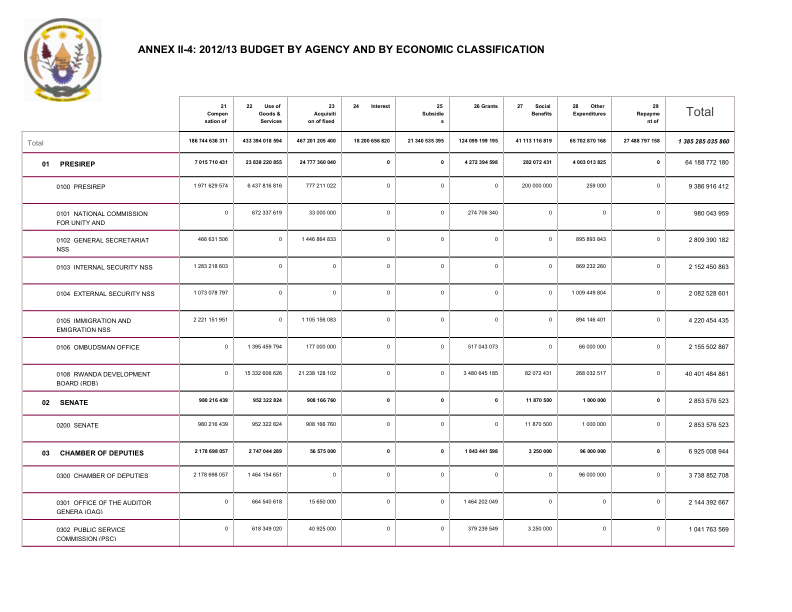 ANNEX II-4: 2012/13 BUDGET BY AGENCY AND BY ECONOMIC CLASSIFICATION
21 Compen sation of 22 Use of Goods & Services 23 Acquisiti on of fixed 24 Interest 25 Subsidie s 26 Grants 27 Social Benefits 28 Other Expenditures 29 Repayme nt of Total
Total 186 744 636 311 433 394 018 594 467 201 205 400 18 200 656 820 21 340 535 395 124 099 199 195 41 113 116 819 65 702 870 168 27 488 797 158 1 385 285 035 860
01 PRESIREP 7 015 710 431 23 838 220 855 24 777 360 040 0 0 4 272 394 598 282 072 431 4 003 013 825 0 64 188 772 180
0100 PRESIREP 1 971 629 574 6 437 816 816 777 211 022 0 0 0 200 000 000 259 000 0 9 386 916 412
0101 NATIONAL COMMISSION 0 672 337 619 33 000 000 0 0 274 706 340 0 0 0 980 043 959
FOR UNITY AND
0102 GENERAL SECRETARIAT 466 631 506 0 1 446 864 833 0 0 0 0 895 893 843 0 2 809 390 182
NSS
0103 INTERNAL SECURITY NSS 1 283 218 603 0 0 0 0 0 0 869 232 260 0 2 152 450 863
0104 EXTERNAL SECURITY NSS 1 073 078 797 0 0 0 0 0 0 1 009 449 804 0 2 082 528 601
0105 IMMIGRATION AND 2 221 151 951 0 1 105 156 083 0 0 0 0 894 146 401 0 4 220 454 435
EMIGRATION NSS
0106 OMBUDSMAN OFFICE 0 1 395 459 794 177 000 000 0 0 517 043 073 0 66 000 000 0 2 155 502 867
0108 RWANDA DEVELOPMENT 0 15 332 606 626 21 238 128 102 0 0 3 480 645 185 82 072 431 268 032 517 0 40 401 484 861
BOARD (RDB)
02 SENATE 980 216 439 952 322 824 908 166 760 0 0 0 11 870 500 1 000 000 0 2 853 576 523
0200 SENATE 980 216 439 952 322 824 908 166 760 0 0 0 11 870 500 1 000 000 0 2 853 576 523
03 CHAMBER OF DEPUTIES 2 178 698 057 2 747 044 289 56 575 000 0 0 1 843 441 598 3 250 000 96 000 000 0 6 925 008 944
0300 CHAMBER OF DEPUTIES 2 178 698 057 1 464 154 651 0 0 0 0 0 96 000 000 0 3 738 852 708
0301 OFFICE OF THE AUDITOR 0 664 540 618 15 650 000 0 0 1 464 202 049 0 0 0 2 144 392 667
GENERA (OAG)
0302 PUBLIC SERVICE 0 618 349 020 40 925 000 0 0 379 239 549 3 250 000 0 0 1 041 763 569
COMMISSION (PSC)